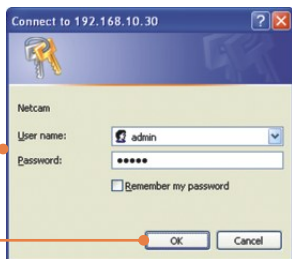 Connect to 192.168.10.30
Netcam
User name:
admin
Password:
•••••
Remember my password
OK
Cancel